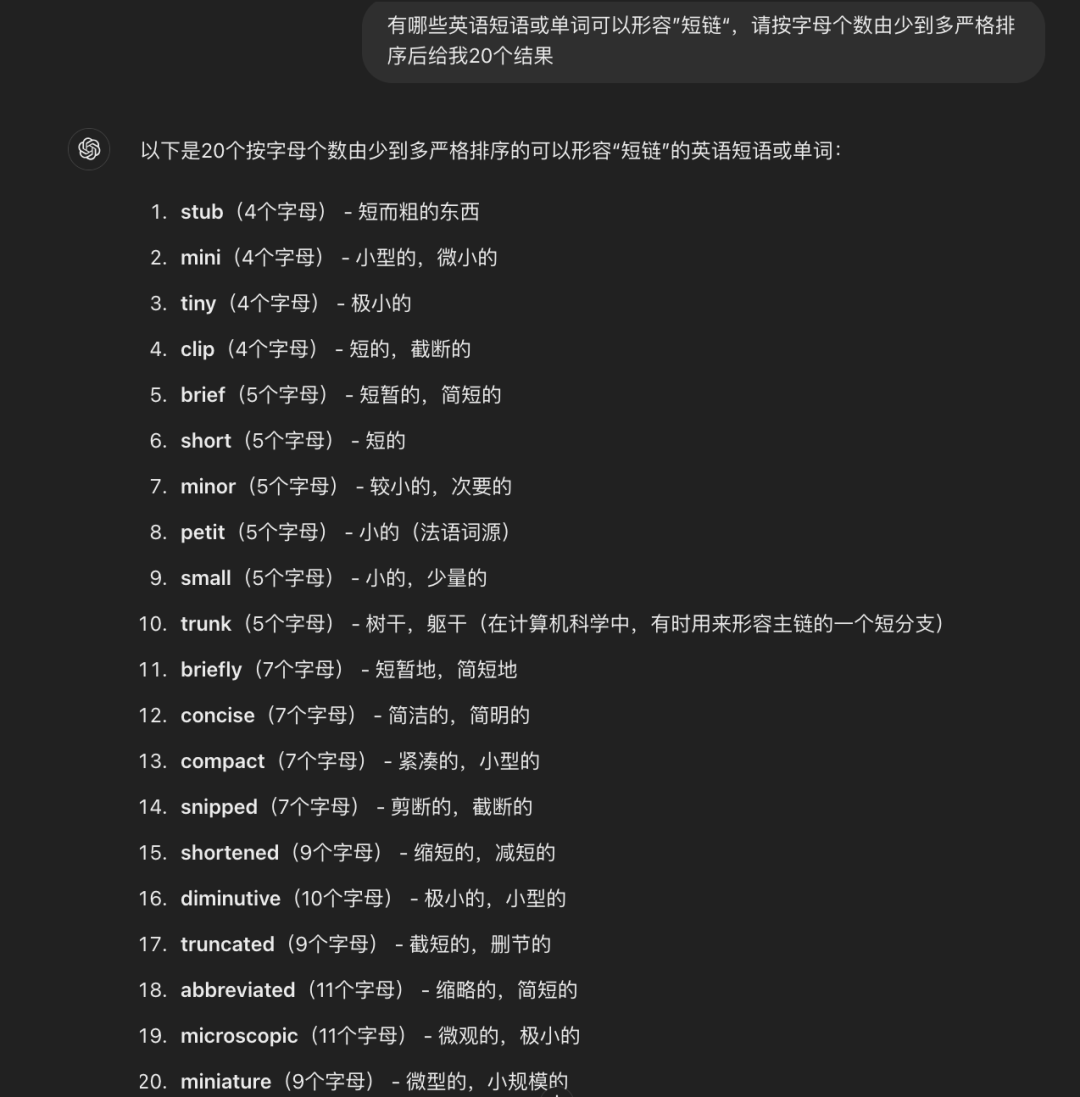 有哪些英语短语或单词可以形容”短链“，请按字母个数由少到多严格排
序后给我20个结果
以下是20个按字母个数由少到多严格排序的可以形容“短链”的英语短语或单词：
1. stub（4个字母） - 短而粗的东西
2. mini（4个字母） - 小型的，微小的
3. tiny（4个字母） - 极小的
4. clip（4个字母） - 短的，截断的
5. brief（5个字母） - 短暂的，简短的
6. short（5个字母） - 短的
7. minor（5个字母） - 较小的，次要的
8. petit（5个字母） - 小的（法语词源）
9. small（5个字母） - 小的，少量的
10. trunk（5个字母） - 树干，躯干（在计算机科学中，有时用来形容主链的一个短分支）
11. briefly（7个字母） - 短暂地，简短地
12. concise（7个字母） - 简洁的，简明的
13. compact（7个字母） - 紧凑的，小型的
14. snipped（7个字母） - 剪断的，截断的
15. shortened（9个字母） - 缩短的，减短的
16. diminutive（10个字母） - 极小的，小型的
17. truncated（9个字母） - 截短的，删节的
18. abbreviated（11个字母） - 缩略的，简短的
19. microscopic（11个字母） - 微观的，极小的
20. miniature（9个字母） - 微型的，小规模的